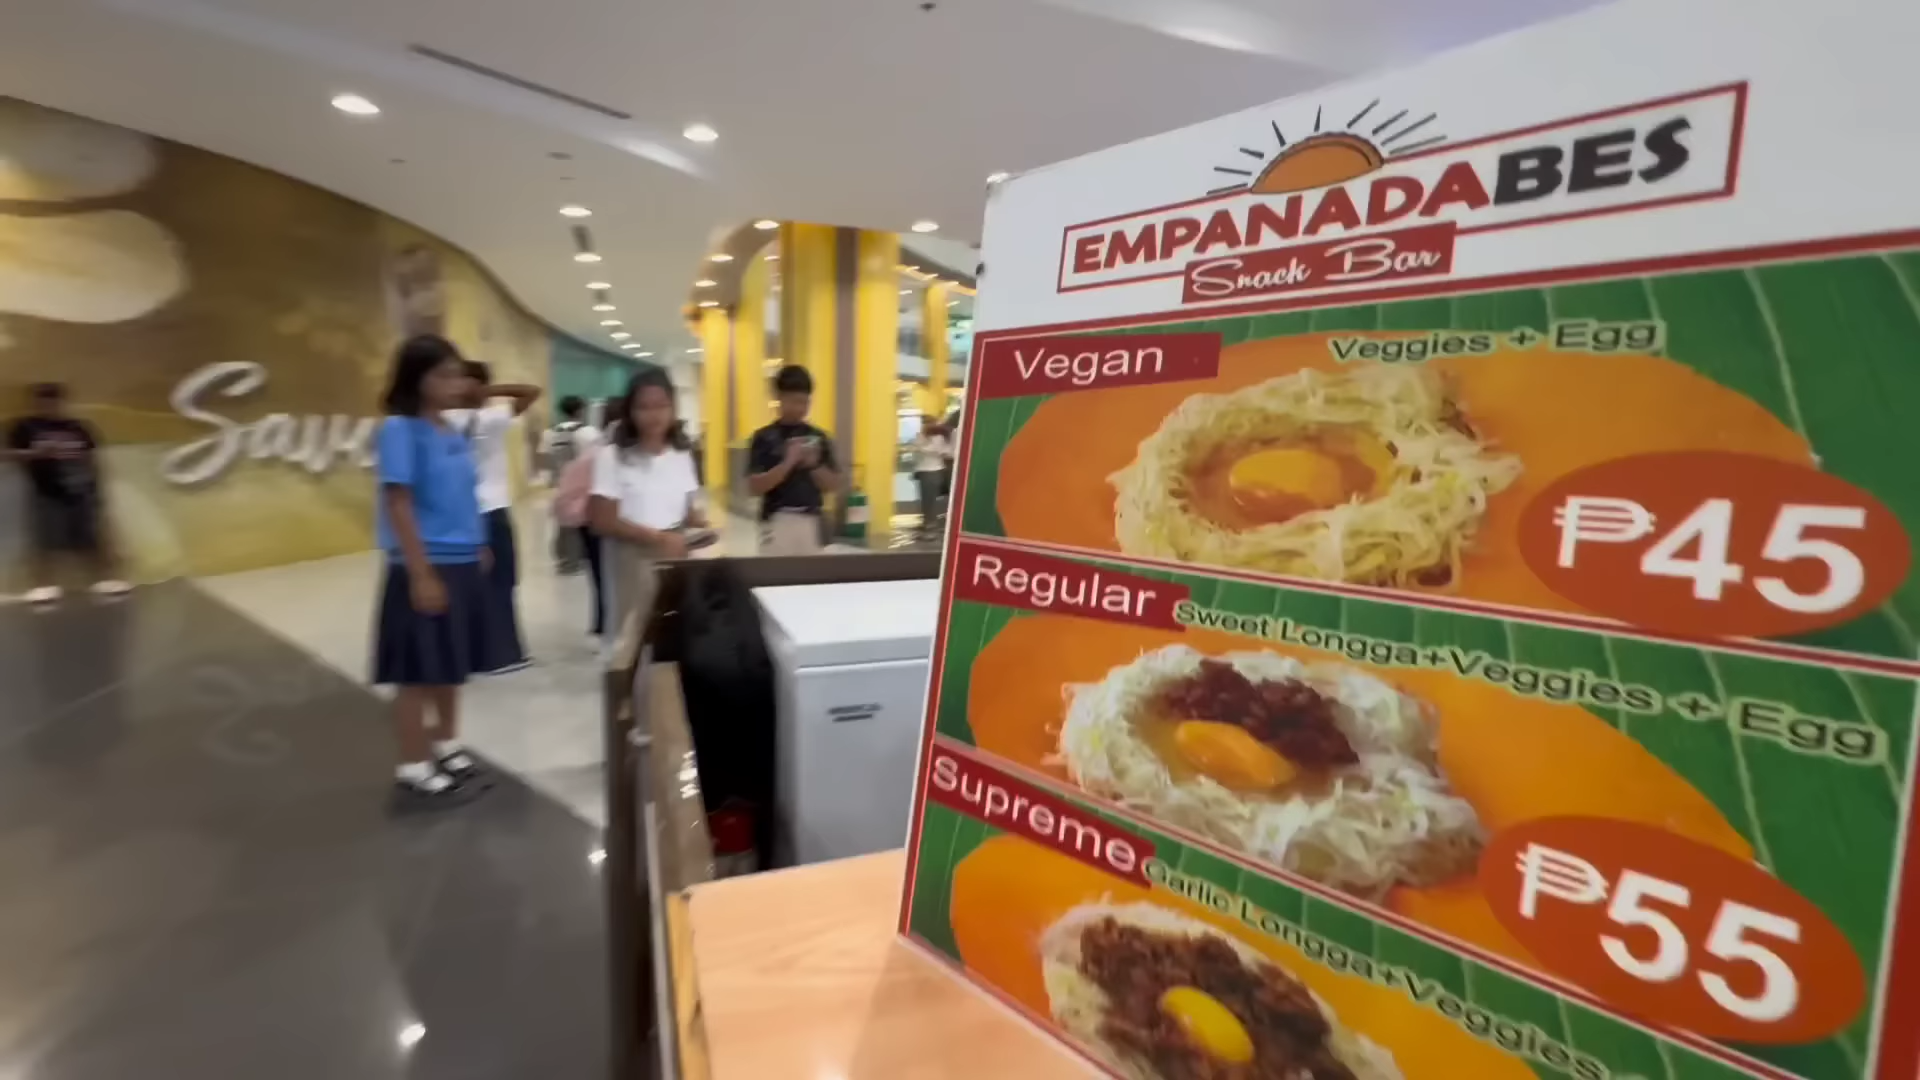 EMPANADABES
Snack Bar
Vegan
Veggies + Egg
₱45
Regular
Sweet Longga+Veggies + Egg
₱55
Supreme
Garlic Longga+Veggies